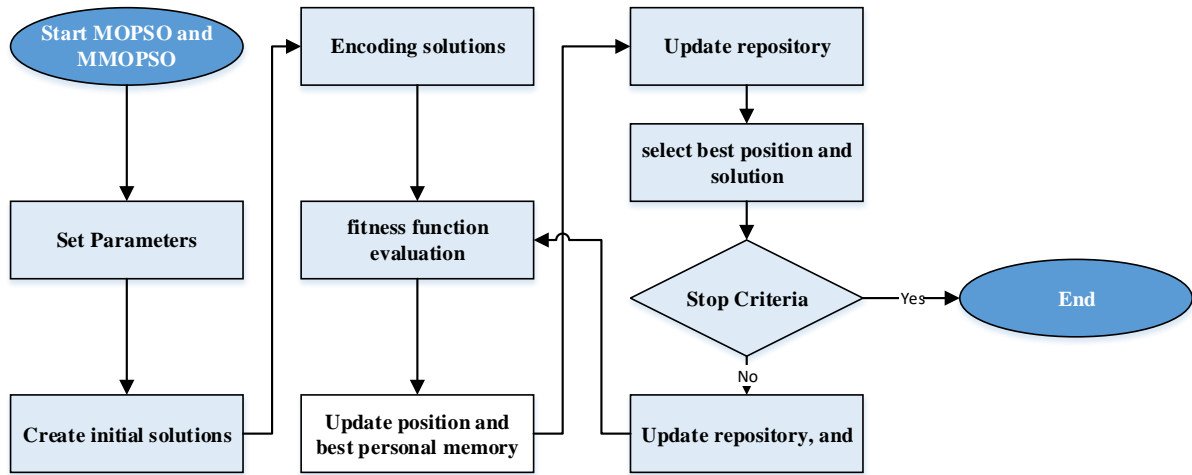 Start MOPSO and
MMOPSO
Set Parameters
Create initial solutions
Encoding solutions
fitness function
evaluation
Update position and
best personal memory
Update repository
select best position and
solution
Stop Criteria
Yes
End
No
Update repository, and